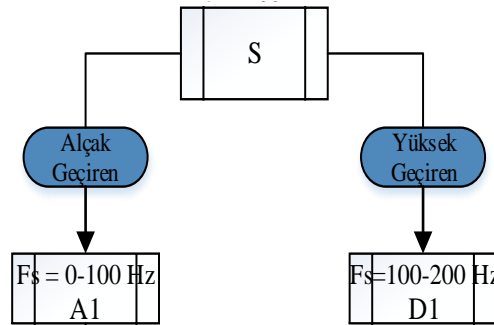 S
Alçak
Geçiren
Yüksek
Geçiren
Fs = 0-100 Hz
A1
Fs=100-200 Hz
D1